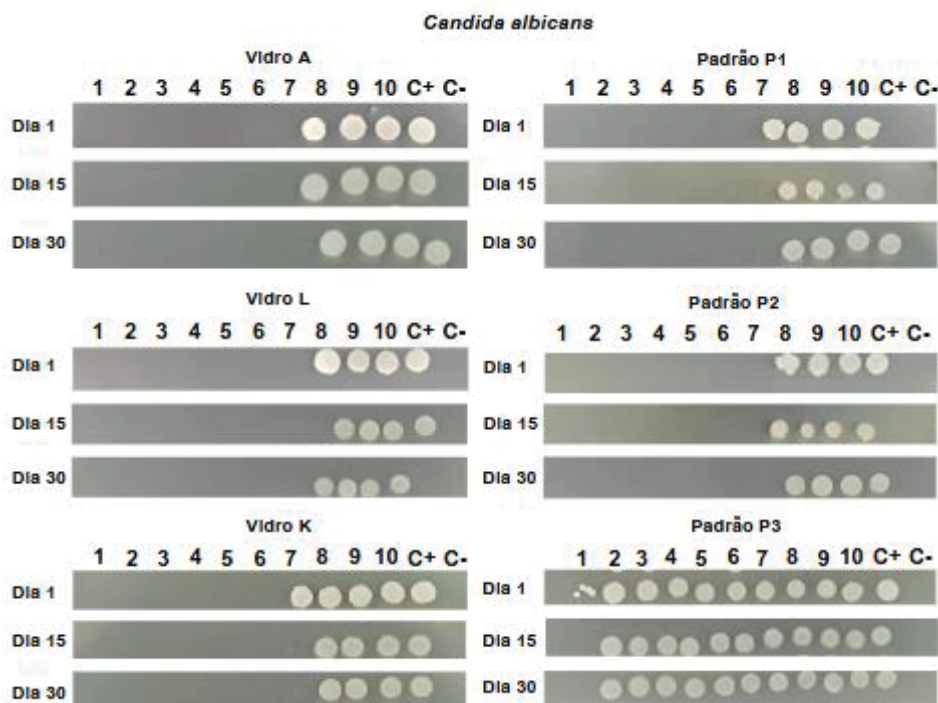 Candida albicans
Vidro A
1 2 3 4 5 6 7 8 9 10 C+ C-
Dia 1
Dia 15
Dia 30
Padrão P1
1 2 3 4 5 6 7 8 9 10 C+ C-
Dia 1
Dia 15
Dia 30
Vidro L
1 2 3 4 5 6 7 8 9 10 C+ C-
Dia 1
Dia 15
Dia 30
Padrão P2
1 2 3 4 5 6 7 8 9 10 C+ C-
Dia 1
Dia 15
Dia 30
Vidro K
1 2 3 4 5 6 7 8 9 10 C+ C-
Dia 1
Dia 15
Dia 30
Padrão P3
1 2 3 4 5 6 7 8 9 10 C+ C-
Dia 1
Dia 15
Dia 30